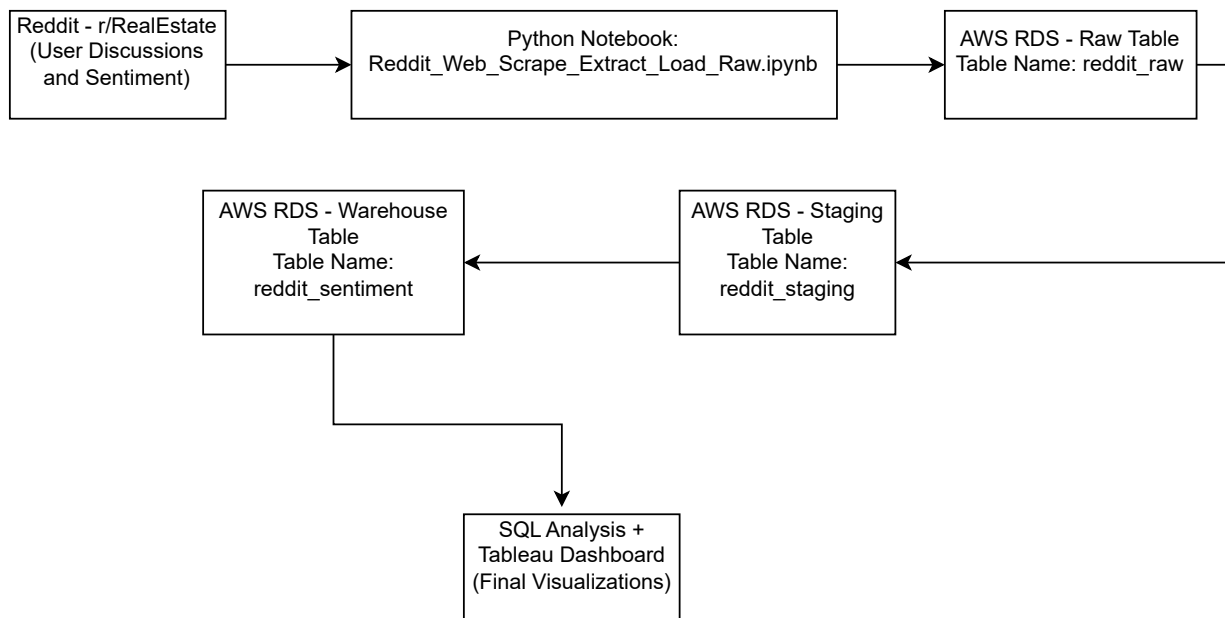 Reddit - r/RealEstate
(User Discussions
and Sentiment)
Python Notebook:
Reddit_Web_Scrape_Extract_Load_Raw.ipynb
AWS RDS - Raw Table
Table Name: reddit_raw
AWS RDS - Warehouse
Table
Table Name:
reddit_sentiment
AWS RDS - Staging
Table
Table Name:
reddit_staging
SQL Analysis +
Tableau Dashboard
(Final Visualizations)